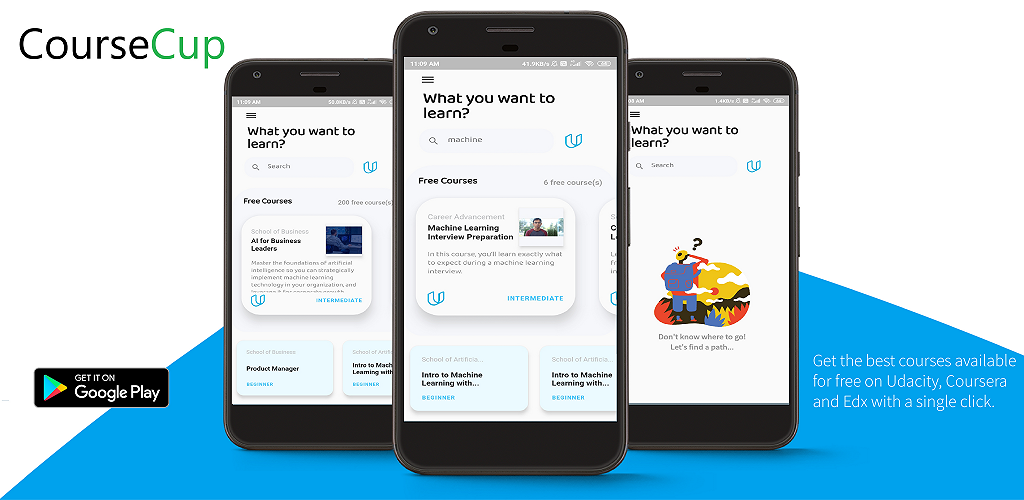 CourseCup
11:09 AM
50.8KB/s
What you want to
learn?
Search
Free Courses
200 free course(s)
School of Business
AI for Business
Leaders
Master the foundations of artificial
intelligence so you can strategically
implement machine learning
technology in your organization, and
INTERMEDIATE
School of Business
Product Manager
BEGINNER
School of Artifici
Intro to Machine
Learning with...
BEGINNER
11:09 AM
41.9KB/s
What you want to
learn?
machine
Free Courses
6 free course(s)
Career Advancement
Machine Learning
Interview Preparation
In this course, you'll learn exactly what
to expect during a machine learning
interview.
INTERMEDIATE
School of Artificia...
Intro to Machine
Learning with...
BEGINNER
School of Artificia...
Intro to Machine
Learning with...
BEGINNER
:08 AM
1.4KB/s
What you want to
learn?
Search
?
Don't know where to go!
Let's find a path...
GET IT ON
Google Play
Get the best courses available
for free on Udacity, Coursera
and Edx with a single click.